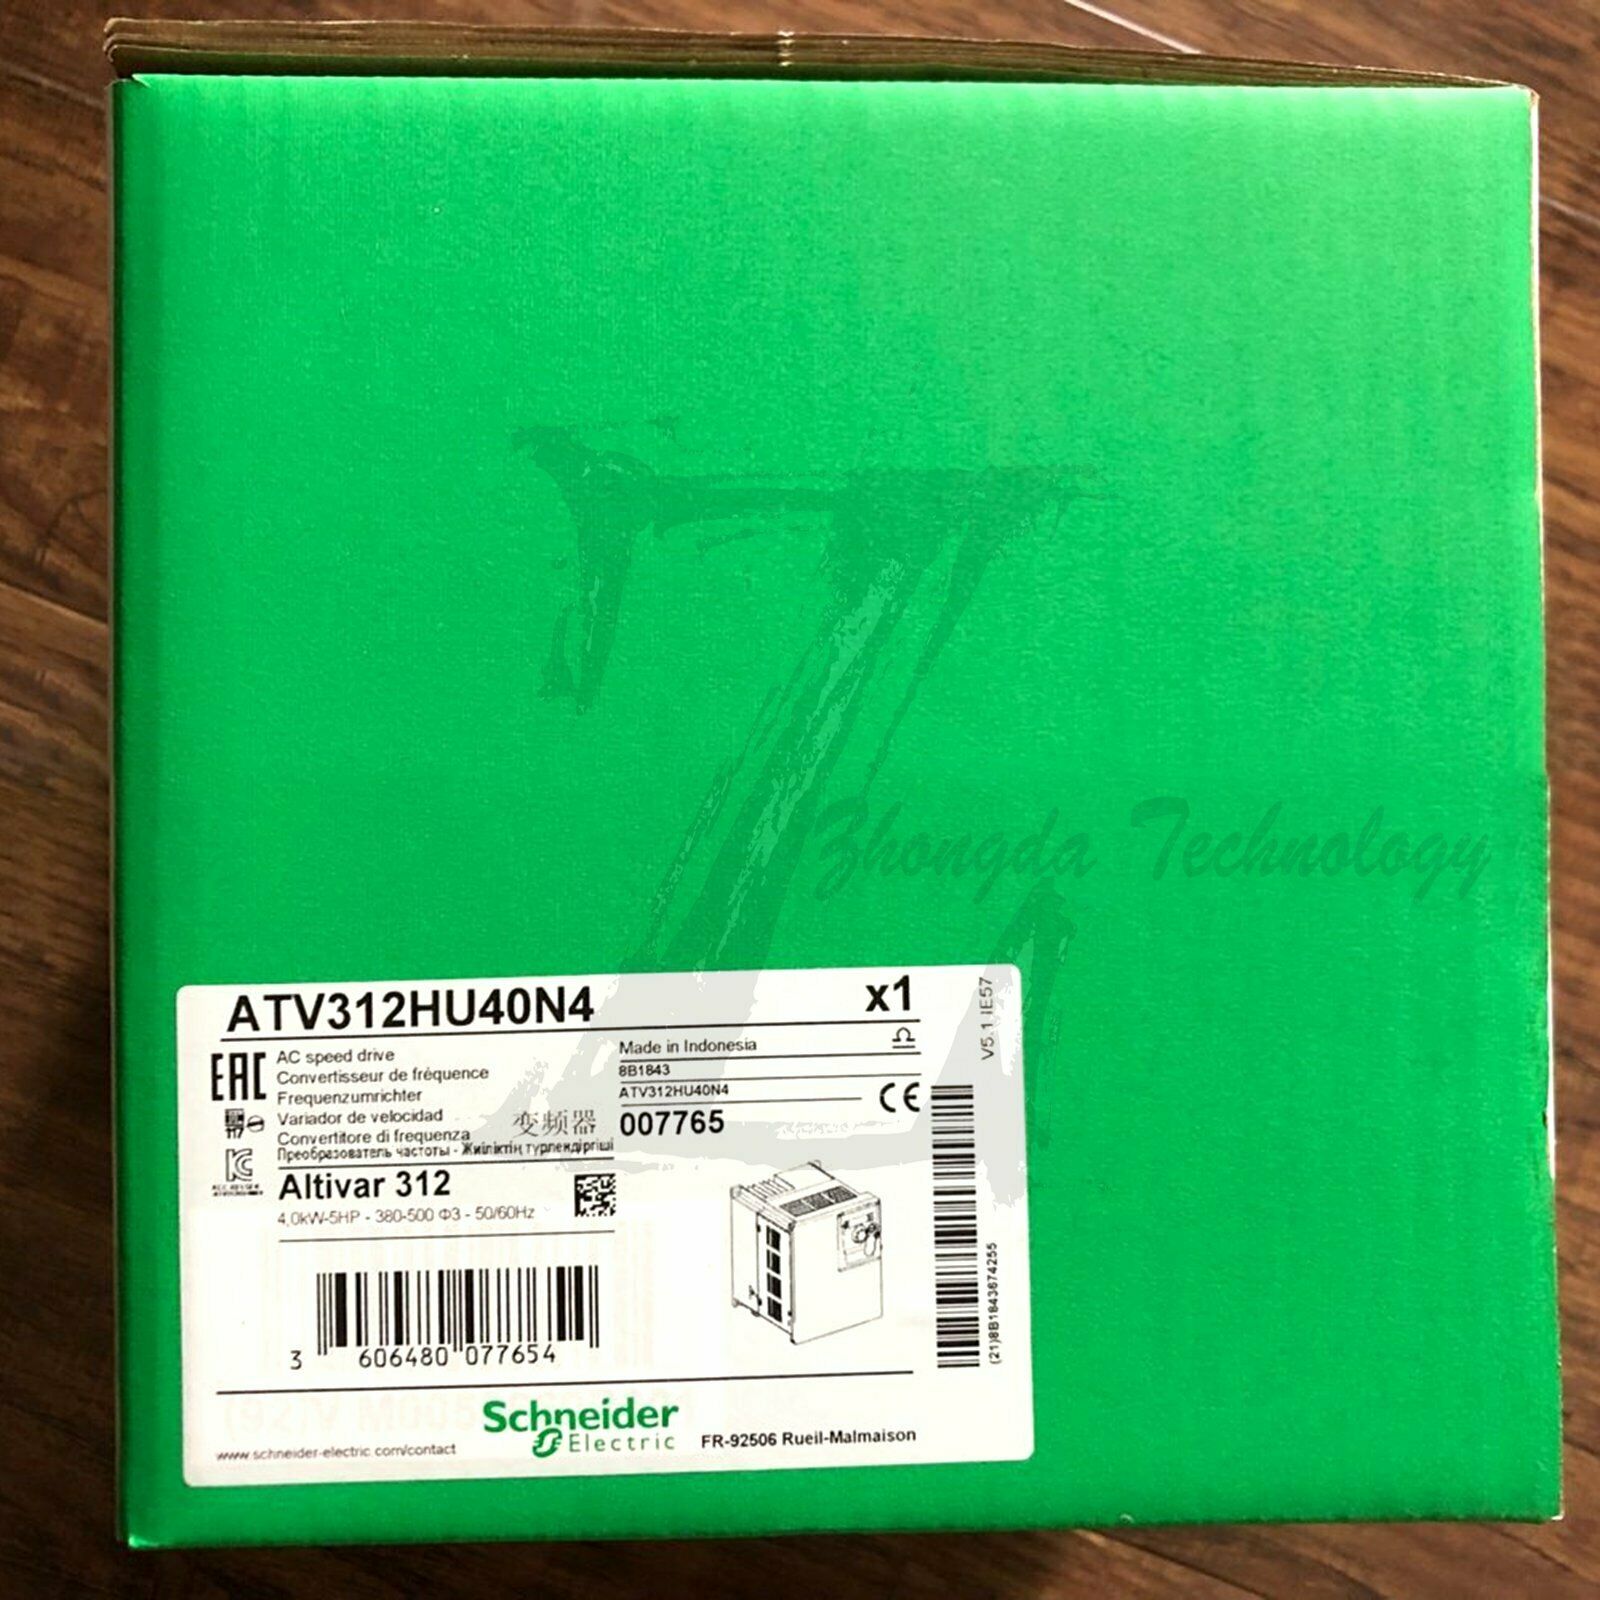 Zhongda Technology
ATV312HU40N4 x1
V5.1 IE57
EAC
AC speed drive
Convertisseur de fréquence
Frequenzumrichter
Variador de velocidad
Convertitore di frequenza 变频器
Преобразователь частоты - Жиіліктің түрлендіргіші
117
Made in Indonesia
8B1843
ATV312HU40N4
007765
CE
Altivar 312
4,0kW-5HP - 380-500 Φ3 - 50/60Hz
3 606480 077654
(21)8B1843674255
Schneider
Electric
www.schneider-electric.com/contact
FR-92506 Rueil-Malmaison